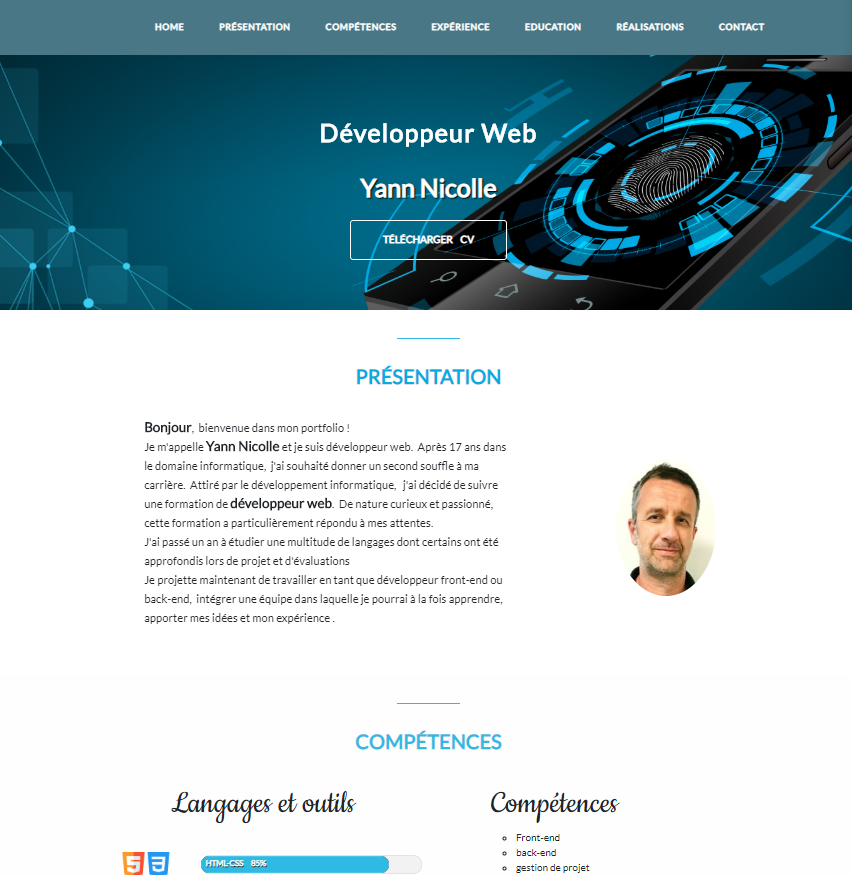 HOME PRÉSENTATION COMPÉTENCES EXPÉRIENCE EDUCATION RÉALISATIONS CONTACT
Développeur Web
Yann Nicolle
TÉLÉCHARGER CV
PRÉSENTATION
Bonjour, bienvenue dans mon portfolio !
Je m'appelle Yann Nicolle et je suis développeur web. Après 17 ans dans
le domaine informatique, j'ai souhaité donner un second souffle à ma
carrière. Attiré par le développement informatique, j'ai décidé de suivre
une formation de développeur web. De nature curieux et passionné,
cette formation a particulièrement répondu à mes attentes.
J'ai passé un an à étudier une multitude de langages dont certains ont été
approfondis lors de projet et d'évaluations
Je projette maintenant de travailler en tant que développeur front-end ou
back-end, intégrer une équipe dans laquelle je pourrai à la fois apprendre,
apporter mes idées et mon expérience .
COMPÉTENCES
Langages et outils
5 3 HTML-CSS 85%
Compétences
Front-end
back-end
gestion de projet